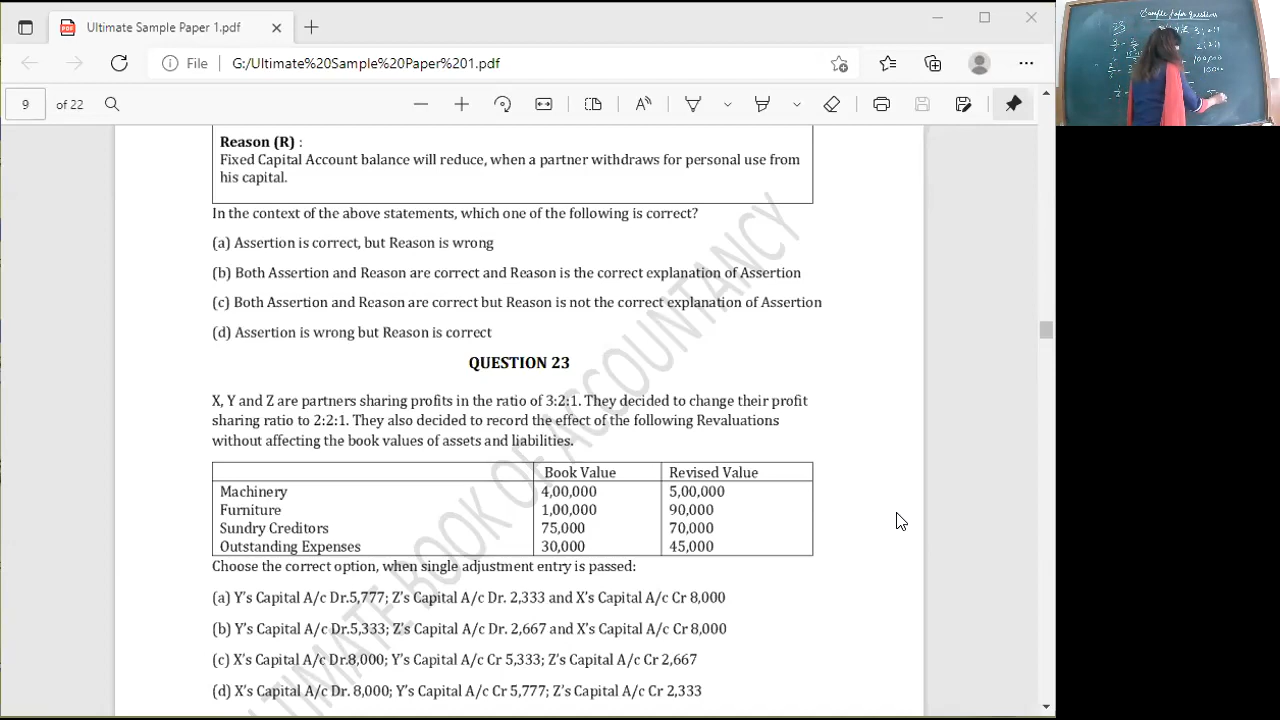 Ultimate Sample Paper 1.pdf
File G:/Ultimate%20Sample%20Paper%201.pdf
9 of 22
Sample Paper Questions
23
Reason (R) :
Fixed Capital Account balance will reduce, when a partner withdraws for personal use from
his capital.
In the context of the above statements, which one of the following is correct?
(a) Assertion is correct, but Reason is wrong
(b) Both Assertion and Reason are correct and Reason is the correct explanation of Assertion
(c) Both Assertion and Reason are correct but Reason is not the correct explanation of Assertion
(d) Assertion is wrong but Reason is correct
QUESTION 23
X, Y and Z are partners sharing profits in the ratio of 3:2:1. They decided to change their profit
sharing ratio to 2:2:1. They also decided to record the effect of the following Revaluations
without affecting the book values of assets and liabilities.
Book Value Revised Value
Machinery 4,00,000 5,00,000
Furniture 1,00,000 90,000
Sundry Creditors 75,000 70,000
Outstanding Expenses 30,000 45,000
Choose the correct option, when single adjustment entry is passed:
(a) Y's Capital A/c Dr.5,777; Z's Capital A/c Dr. 2,333 and X's Capital A/c Cr 8,000
(b) Y's Capital A/c Dr.5,333; Z's Capital A/c Dr. 2,667 and X's Capital A/c Cr 8,000
(c) X's Capital A/c Dr.8,000; Y's Capital A/c Cr 5,333; Z's Capital A/c Cr 2,667
(d) X's Capital A/c Dr. 8,000; Y's Capital A/c Cr 5,777; Z's Capital A/c Cr 2,333
ULTIMATE BOOK OF ACCOUNTANCY